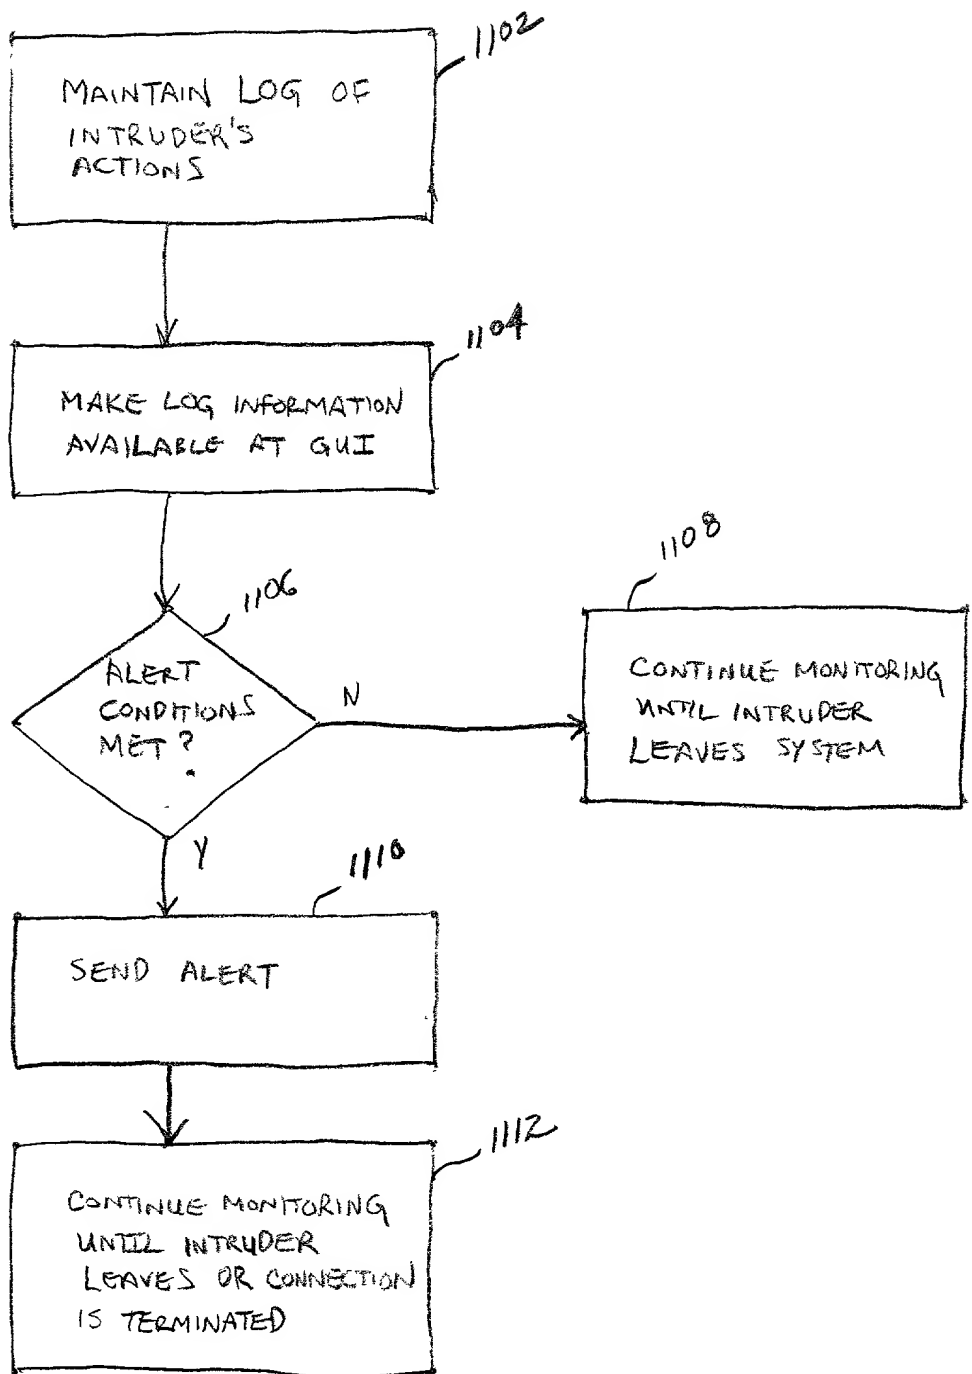 1102
MAINTAIN LOG OF
INTRUDER'S
ACTIONS
1104
MAKE LOG INFORMATION
AVAILABLE AT GUI
1106
ALERT
CONDITIONS
MET?
N
1108
CONTINUE MONITORING
UNTIL INTRUDER
LEAVES SYSTEM
Y
1110
SEND ALERT
1112
CONTINUE MONITORING
UNTIL INTRUDER
LEAVES OR CONNECTION
IS TERMINATED